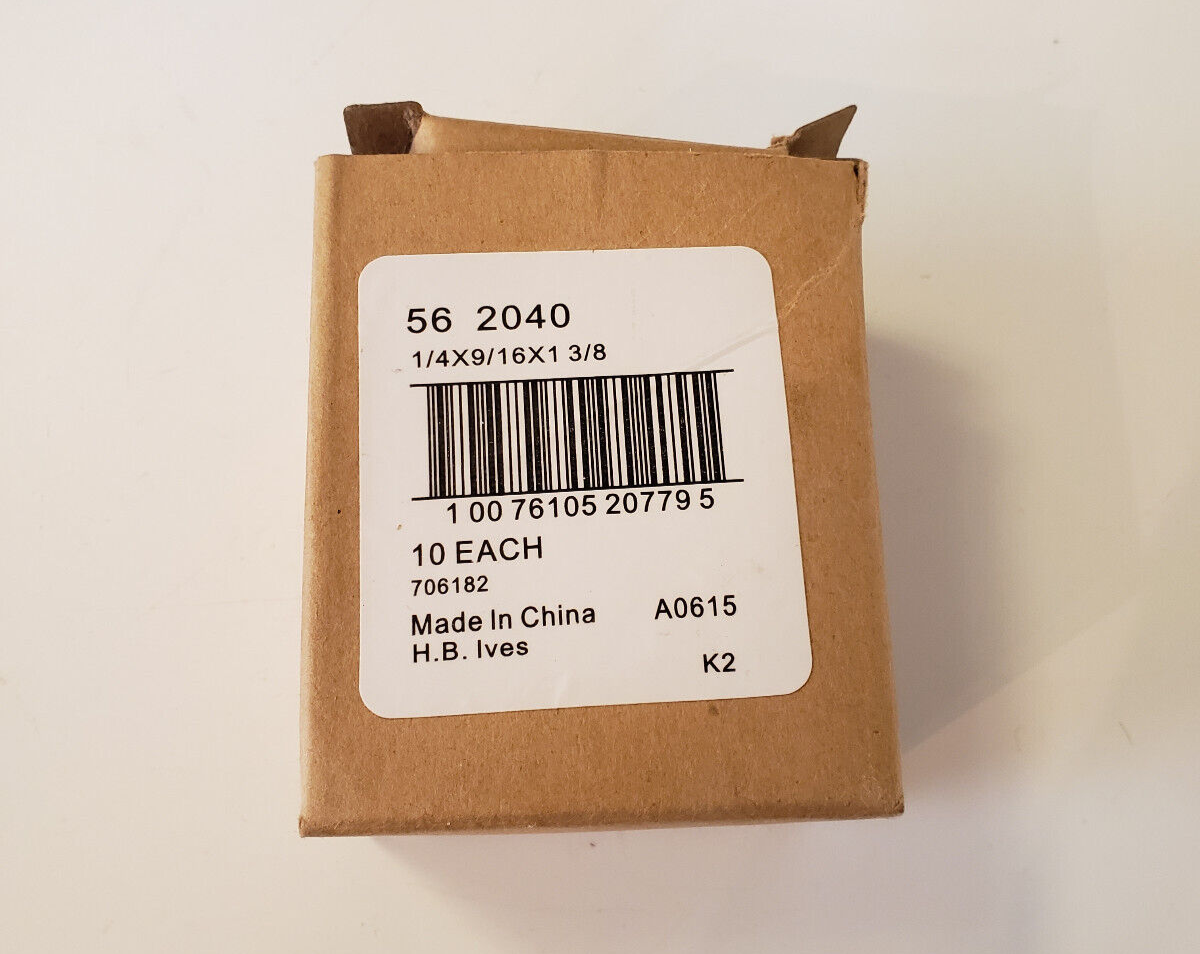 56 2040
1/4X9/16X1 3/8
1 00 76105 20779 5
10 EACH
706182
Made In China A0615
H.B. Ives
K2